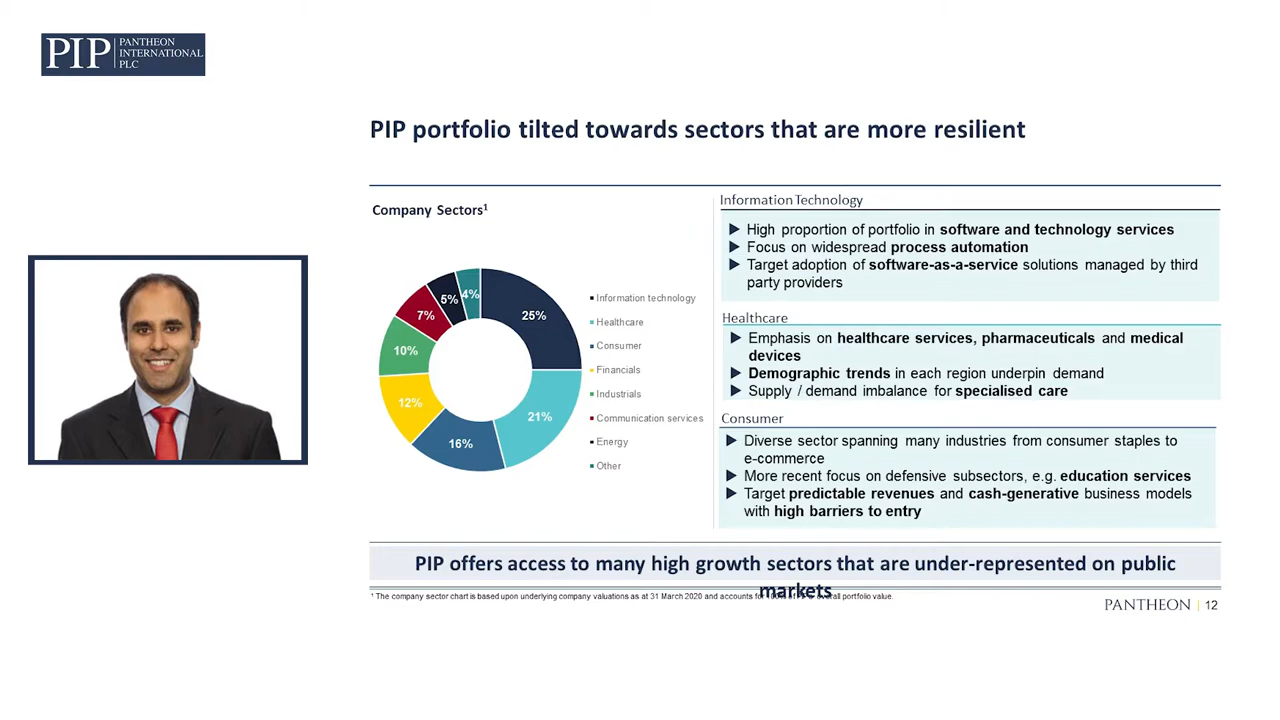 PIP
PANTHEON
INTERNATIONAL
PLC
PIP portfolio tilted towards sectors that are more resilient
Company Sectors1
25%
21%
16%
12%
10%
7%
5%
4%
Information technology
Healthcare
Consumer
Financials
Industrials
Communication services
Energy
Other
Information Technology
High proportion of portfolio in software and technology services
Focus on widespread process automation
Target adoption of software-as-a-service solutions managed by third
party providers
Healthcare
Emphasis on healthcare services, pharmaceuticals and medical
devices
Demographic trends in each region underpin demand
Supply / demand imbalance for specialised care
Consumer
Diverse sector spanning many industries from consumer staples to
e-commerce
More recent focus on defensive subsectors, e.g. education services
Target predictable revenues and cash-generative business models
with high barriers to entry
PIP offers access to many high growth sectors that are under-represented on public
markets
1 The company sector chart is based upon underlying company valuations as at 31 March 2020 and accounts for overall portfolio value.
PANTHEON | 12